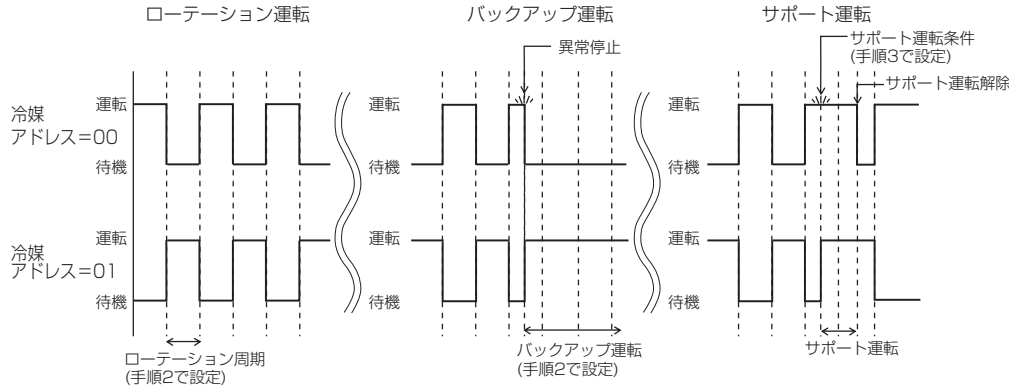 ローテーション運転
バックアップ運転
サポート運転
異常停止
サポート運転条件
(手順3で設定)
サポート運転解除
冷媒
アドレス=00
運転
待機
運転
待機
運転
待機
冷媒
アドレス=01
運転
待機
運転
待機
運転
待機
ローテーション周期
(手順2で設定)
バックアップ運転
(手順2で設定)
サポート運転